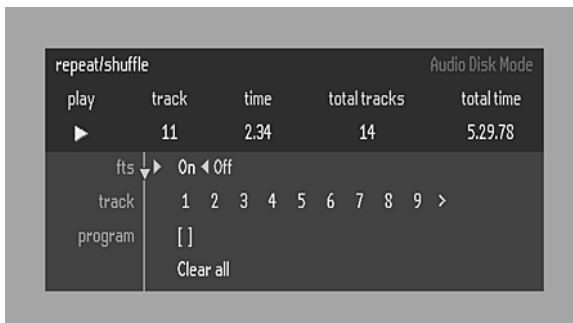 repeat/shuffle Audio Disk Mode
play track time total tracks total time
11 2.34 14 5.29.78
fts On Off
track 1 2 3 4 5 6 7 8 9 >
program [ ]
Clear all